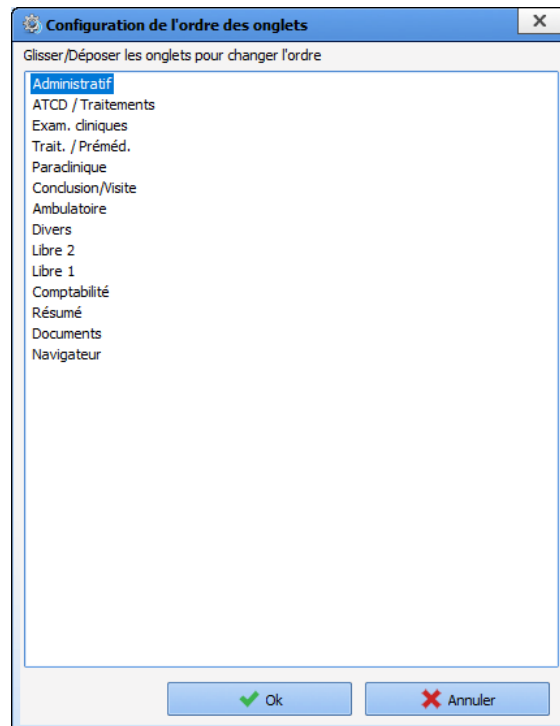 Configuration de l'ordre des onglets
Glisser/Déposer les onglets pour changer l'ordre
Administratif
ATCD / Traitements
Exam. cliniques
Trait. / Préméd.
Paraclinique
Conclusion/Visite
Ambulatoire
Divers
Libre 2
Libre 1
Comptabilité
Résumé
Documents
Navigateur
Ok
Annuler